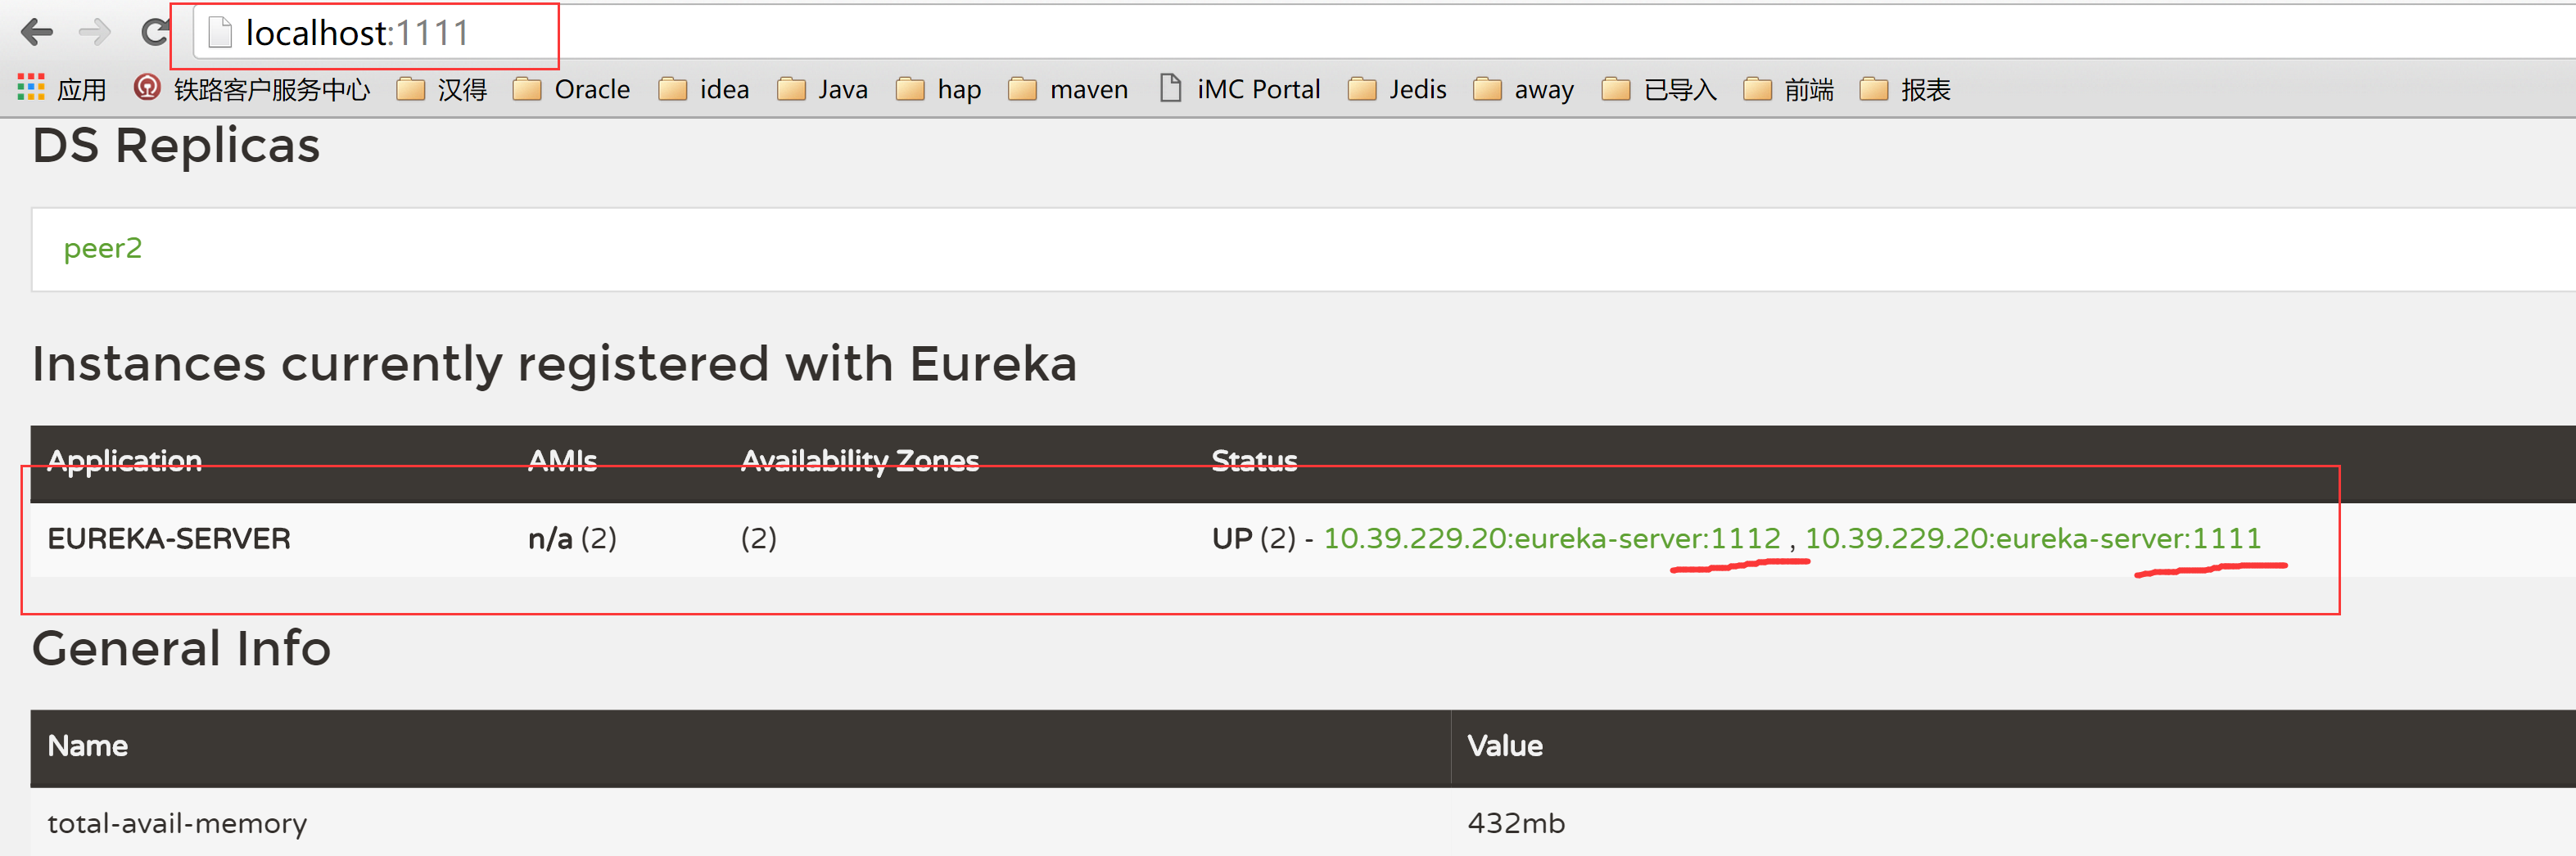 localhost:1111
应用 铁路客户服务中心 汉得 Oracle idea Java hap maven iMC Portal Jedis away 已导入 前端 报表
DS Replicas
peer2
Instances currently registered with Eureka
Application AMIs Availability Zones Status
EUREKA-SERVER n/a (2) (2) UP (2) - 10.39.229.20:eureka-server:1112 , 10.39.229.20:eureka-server:1111
General Info
Name Value
total-avail-memory 432mb